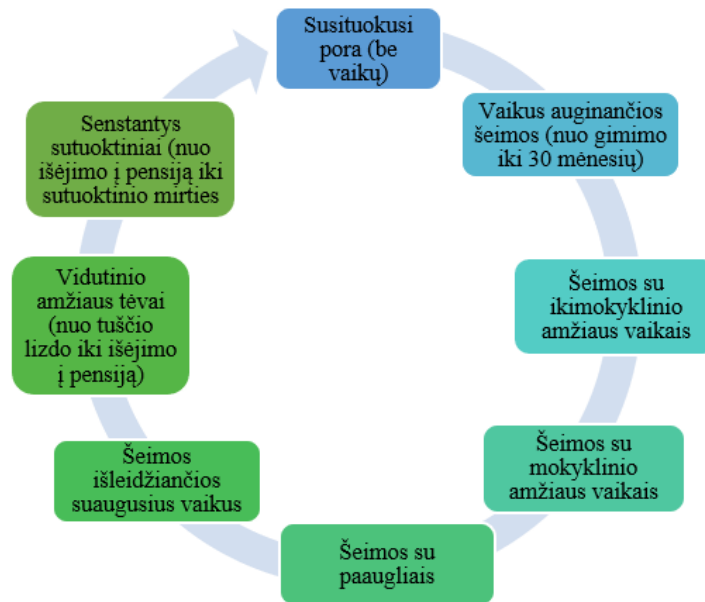 Susituokusi
pora (be
vaikų)
Vaikus auginančios
šeimos (nuo gimimo
iki 30 mėnesių)
Šeimos su
ikimokyklinio
amžiaus vaikais
Šeimos su
mokyklinio
amžiaus vaikais
Šeimos su
paaugliais
Šeimos
išleidžiančios
suaugusius vaikus
Vidutinio
amžiaus tėvai
(nuo tuščio
lizdo iki išėjimo
į pensiją)
Senstantys
sutuoktiniai (nuo
išėjimo į pensiją iki
sutuoktinio mirties